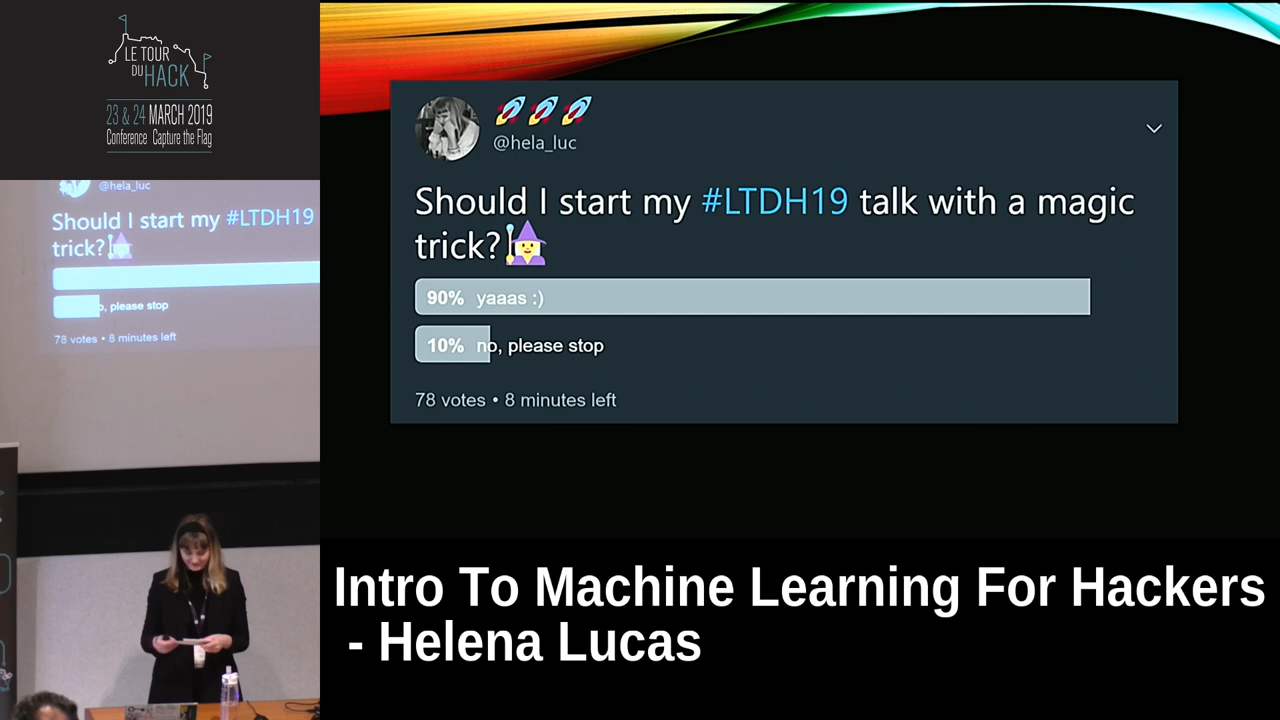 LE TOUR
DU HACK
23 & 24 MARCH 2019
Conference Capture the Flag
@hela_luc
Should I start my #LTDH19
trick?
o, please stop
78 votes • 8 minutes left
@hela_luc
Should I start my #LTDH19 talk with a magic
trick?
90% yaaas :)
10% no, please stop
78 votes • 8 minutes left
Intro To Machine Learning For Hackers
- Helena Lucas